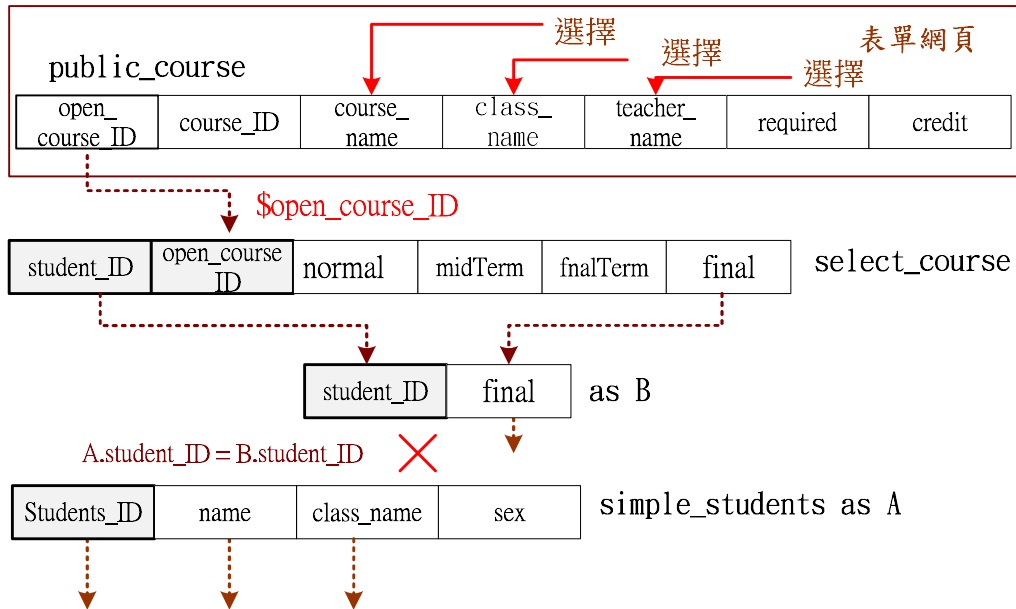 選擇
選擇
表單網頁
選擇
public_course
open_
course_ID
course_ID
course_
name
class_
name
teacher_
name
required
credit
$open_course_ID
student_ID
open_course
ID
normal
midTerm
fnalTerm
final
select_course
student_ID
final
as B
A.student_ID = B.student_ID
Students_ID
name
class_name
sex
simple_students as A